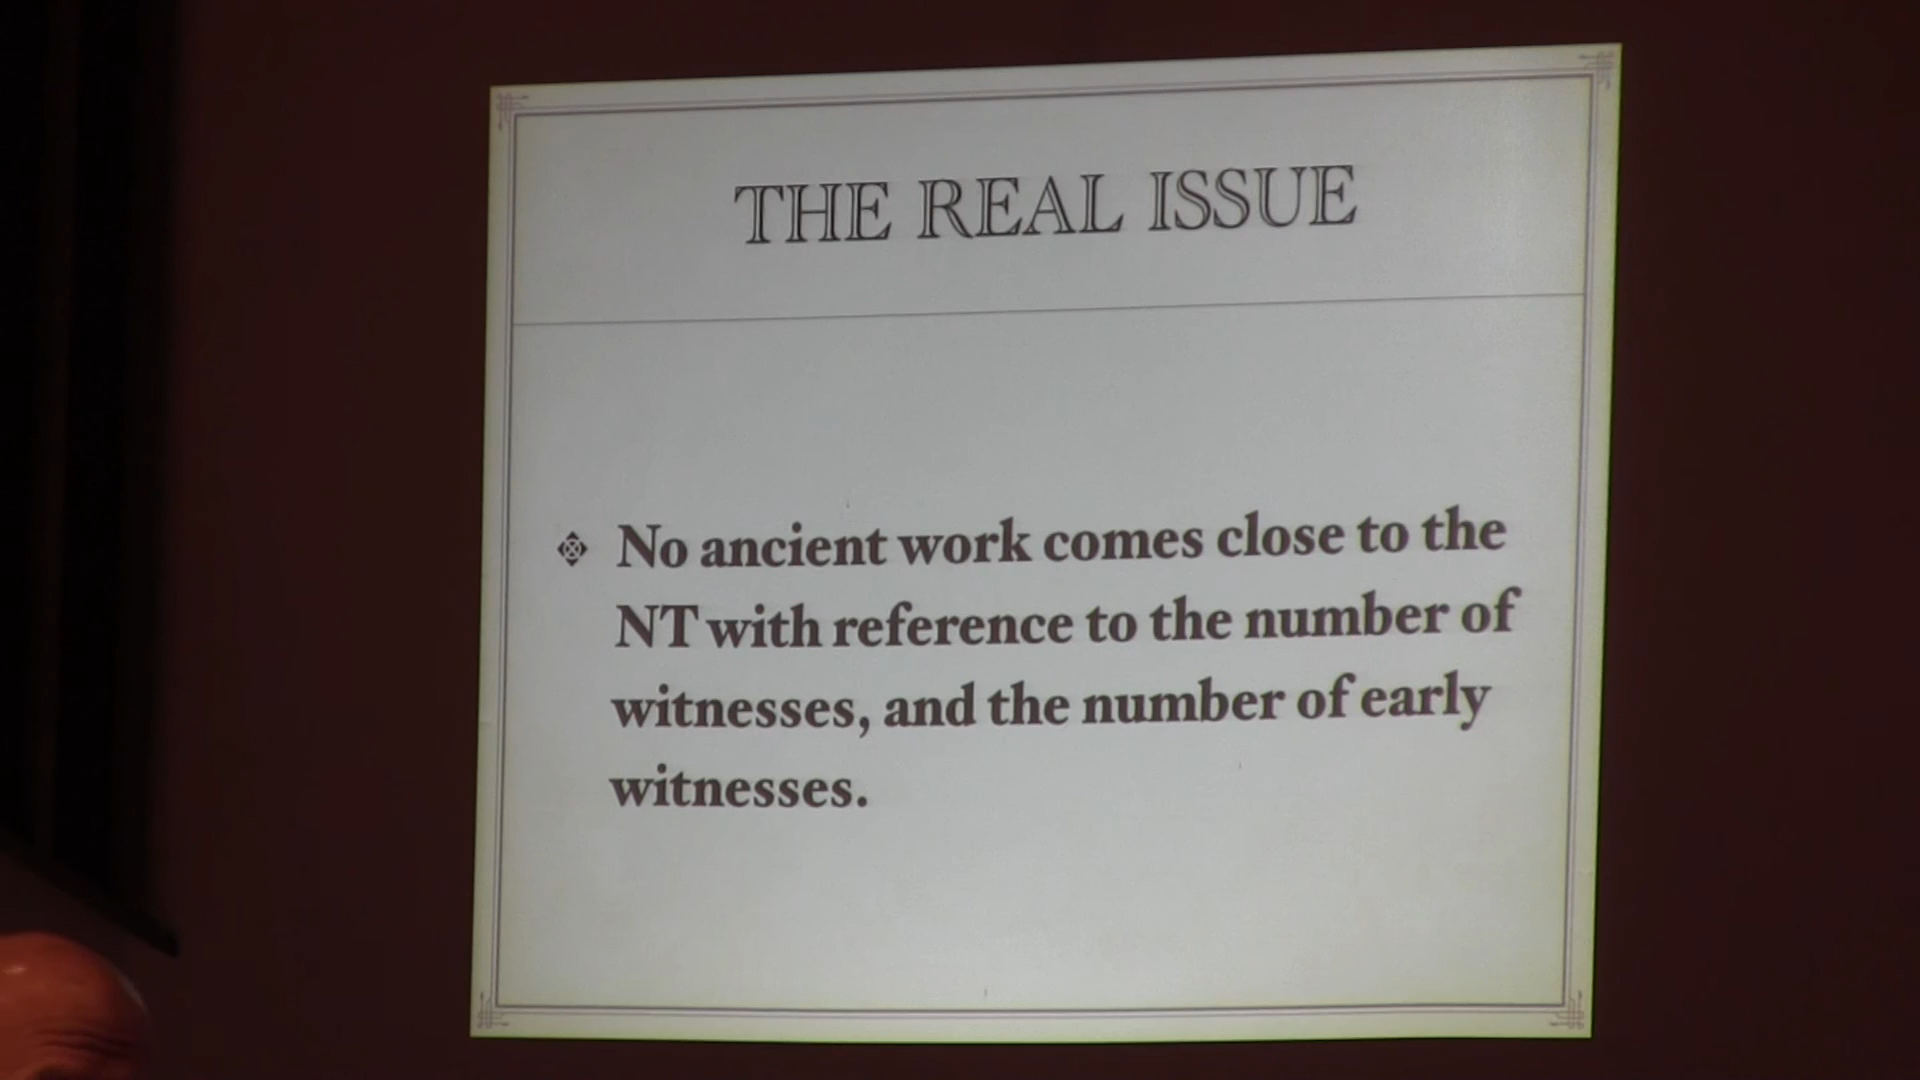 THE REAL ISSUE
No ancient work comes close to the
NT with reference to the number of
witnesses, and the number of early
witnesses.